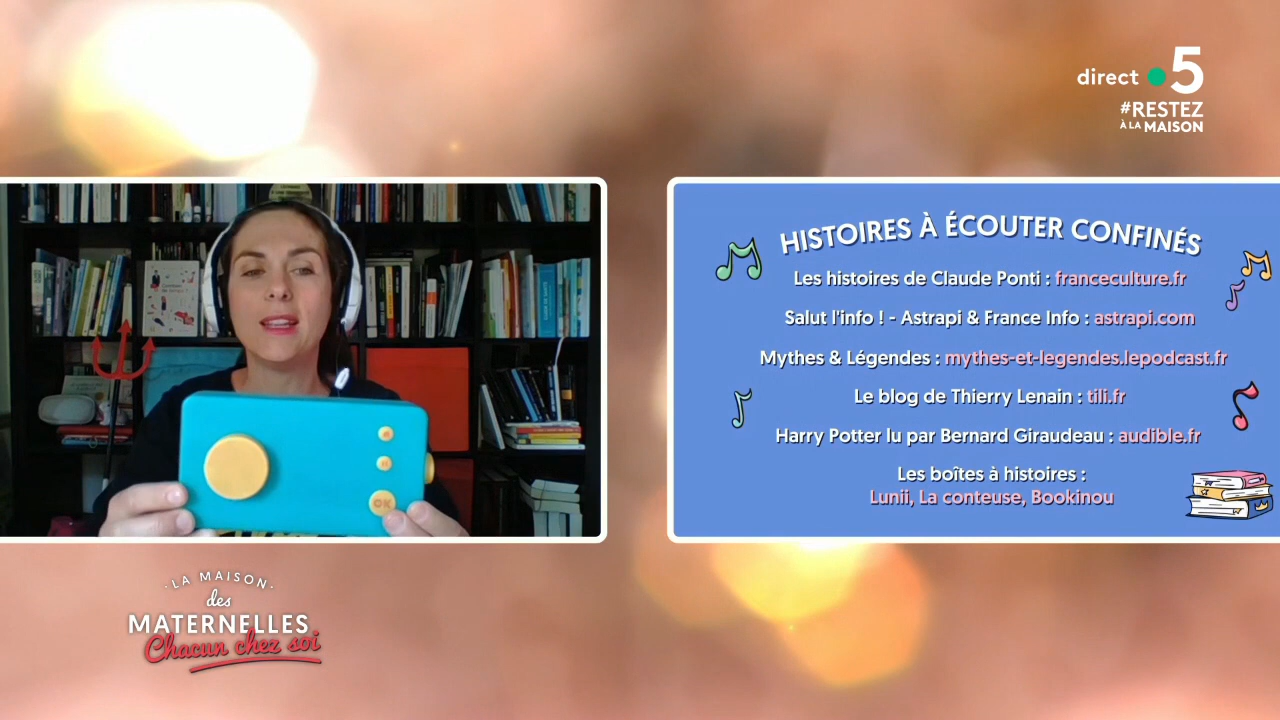 direct 5
#RESTEZ
À LA MAISON
HISTOIRES À ÉCOUTER CONFINÉS
Les histoires de Claude Ponti : franceculture.fr
Salut l'info ! - Astrapi & France Info : astrapi.com
Mythes & Légendes : mythes-et-legendes.lepodcast.fr
Le blog de Thierry Lenain : tili.fr
Harry Potter lu par Bernard Giraudeau : audible.fr
Les boîtes à histoires :
Lunii, La conteuse, Bookinou
OK
·LA MAISON·
des
MATERNELLES
Chacun chez soi